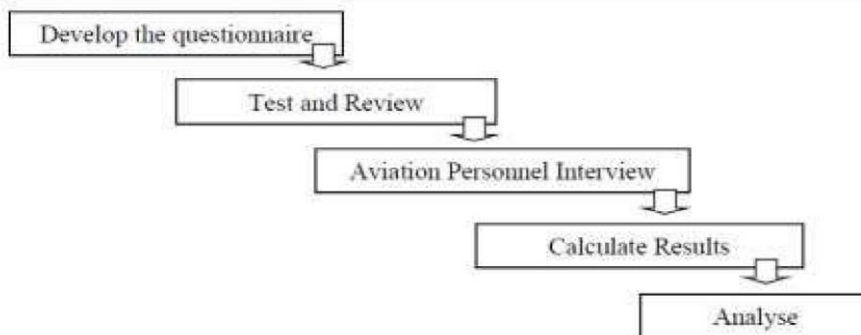 Develop the questionnaire
Test and Review
Aviation Personnel Interview
Calculate Results
Analyse